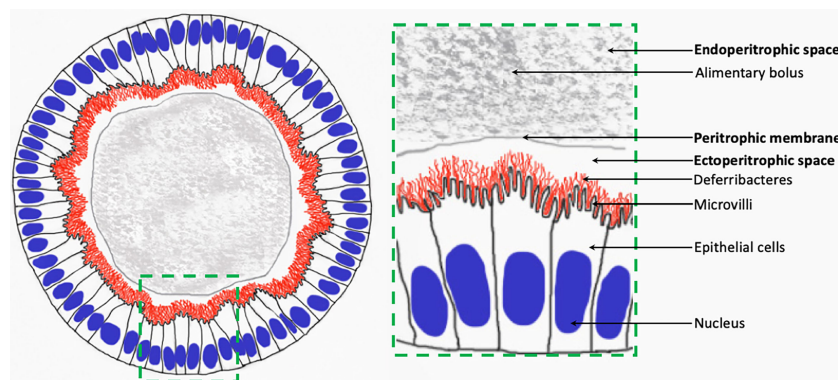 Endoperitrophic space
Alimentary bolus
Peritrophic membrane
Ectoperitrophic space
Deferribacteres
Microvilli
Epithelial cells
Nucleus